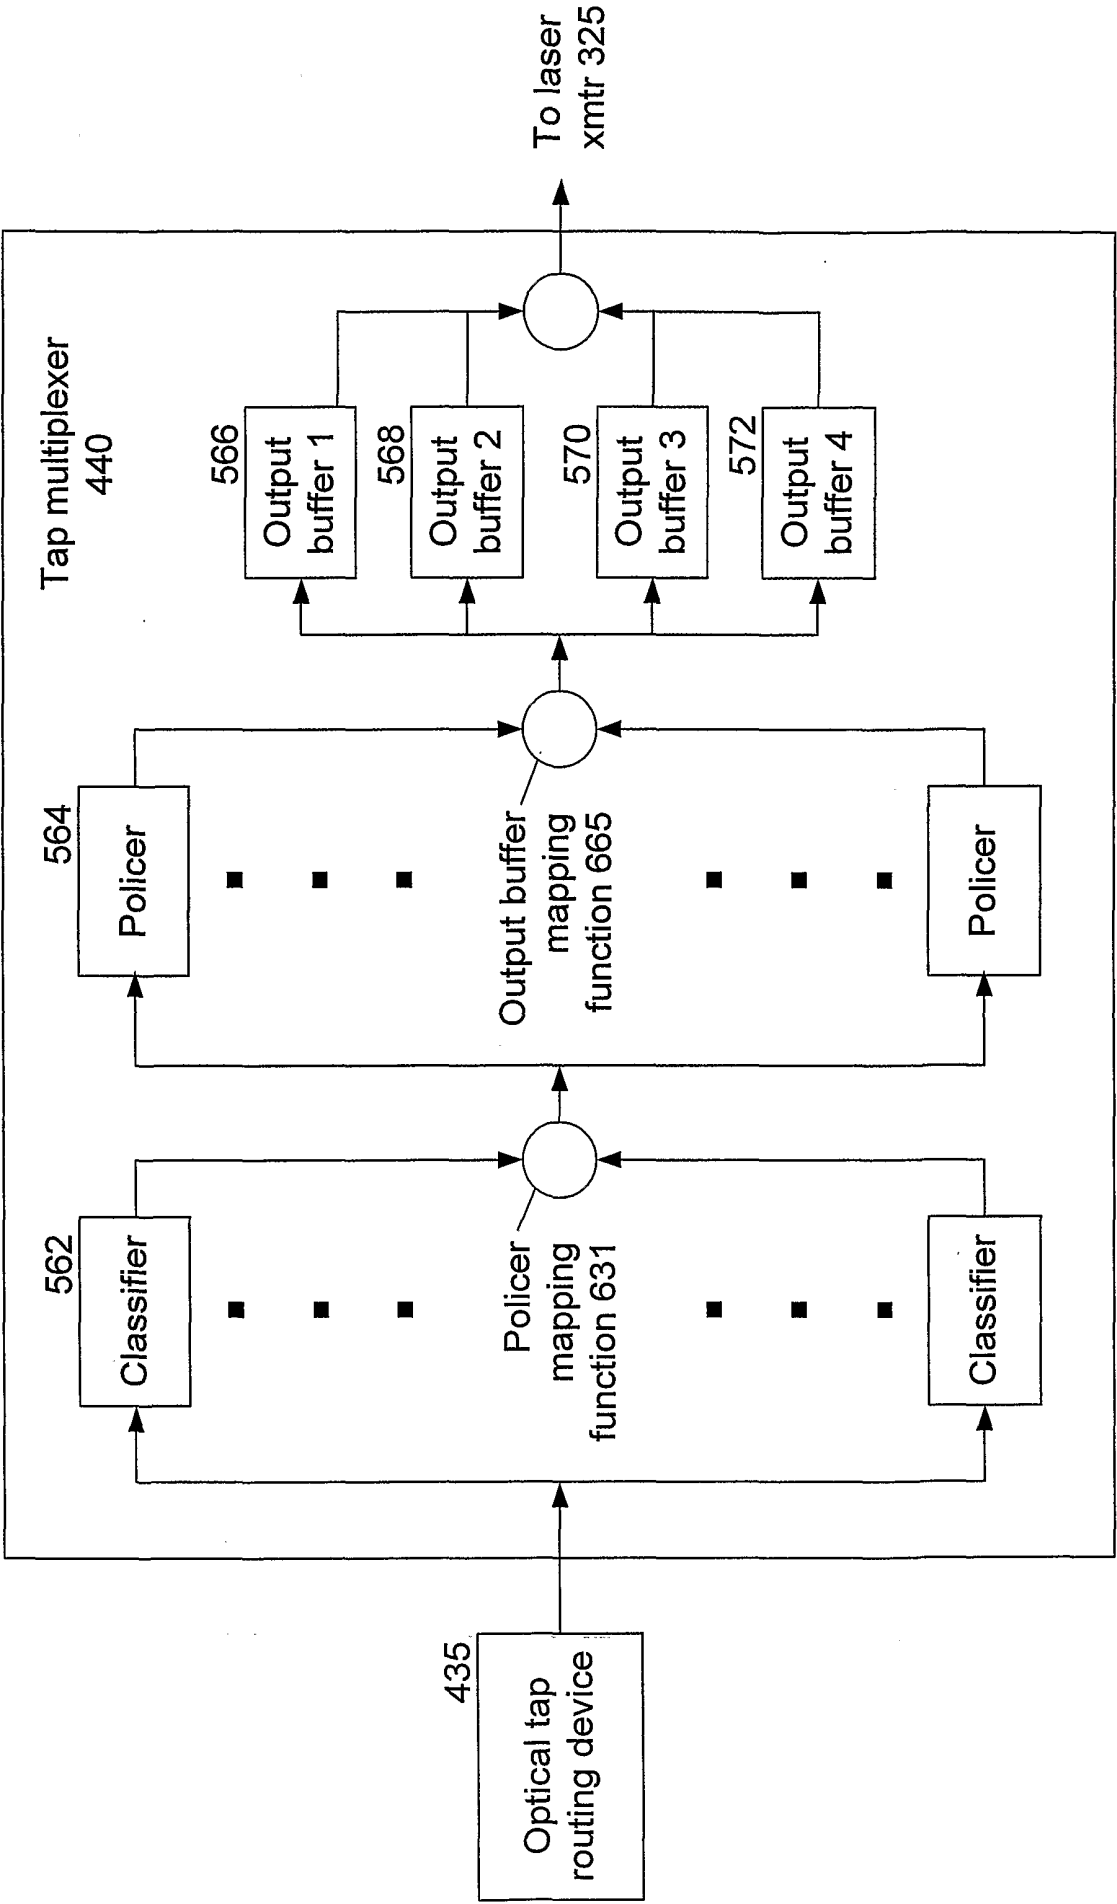 Tap multiplexer
440
435
Optical tap
routing device
562
Classifier
Classifier
Policer
mapping
function 631
564
Policer
Policer
Output buffer
mapping
function 665
566
Output
buffer 1
568
Output
buffer 2
570
Output
buffer 3
572
Output
buffer 4
To laser
xmtr 325